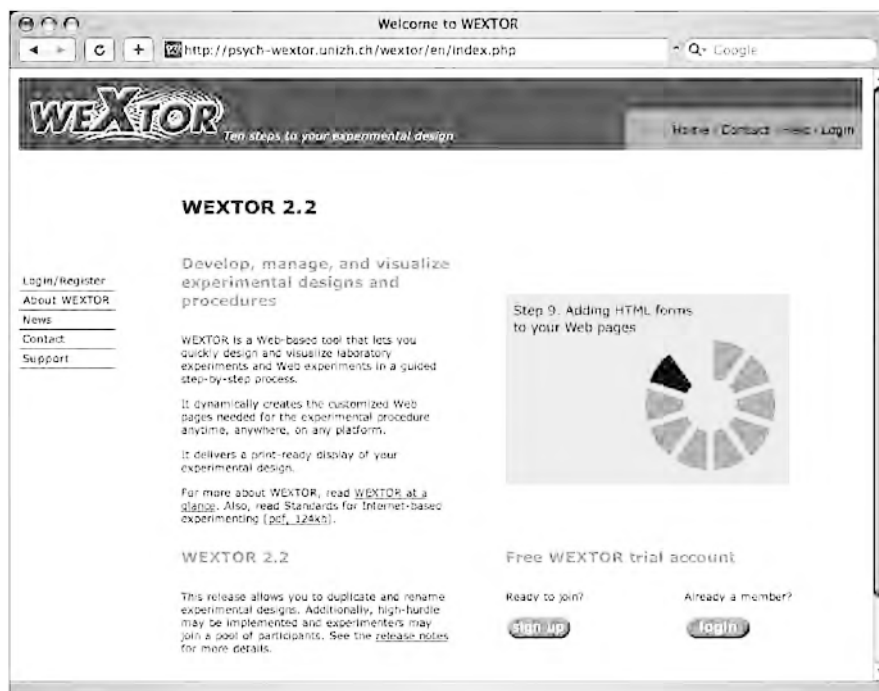 Welcome to WEXTOR
http://psych-wextor.unizh.ch/wextor/en/index.php
Google
WEXTOR
Ten steps to your experimental design
Home Contact Help Login
WEXTOR 2.2
Login/Register
About WEXTOR
News
Contact
Support
Develop, manage, and visualize
experimental designs and
procedures
WEXTOR is a Web-based tool that lets you
quickly design and visualize laboratory
experiments and Web experiments in a guided
step-by-step process.
It dynamically creates the customized Web
pages needed for the experimental procedure
anytime, anywhere, on any platform.
It delivers a print-ready display of your
experimental design.
For more about WEXTOR, read WEXTOR at a
glance. Also, read Standards for Internet-based
experimenting [pdf, 124kb].
Step 9. Adding HTML forms
to your Web pages
WEXTOR 2.2
This release allows you to duplicate and rename
experimental designs. Additionally, high-hurdle
may be implemented and experimenters may
join a pool of participants. See the release notes
for more details.
Free WEXTOR trial account
Ready to join? Already a member?
sign up login